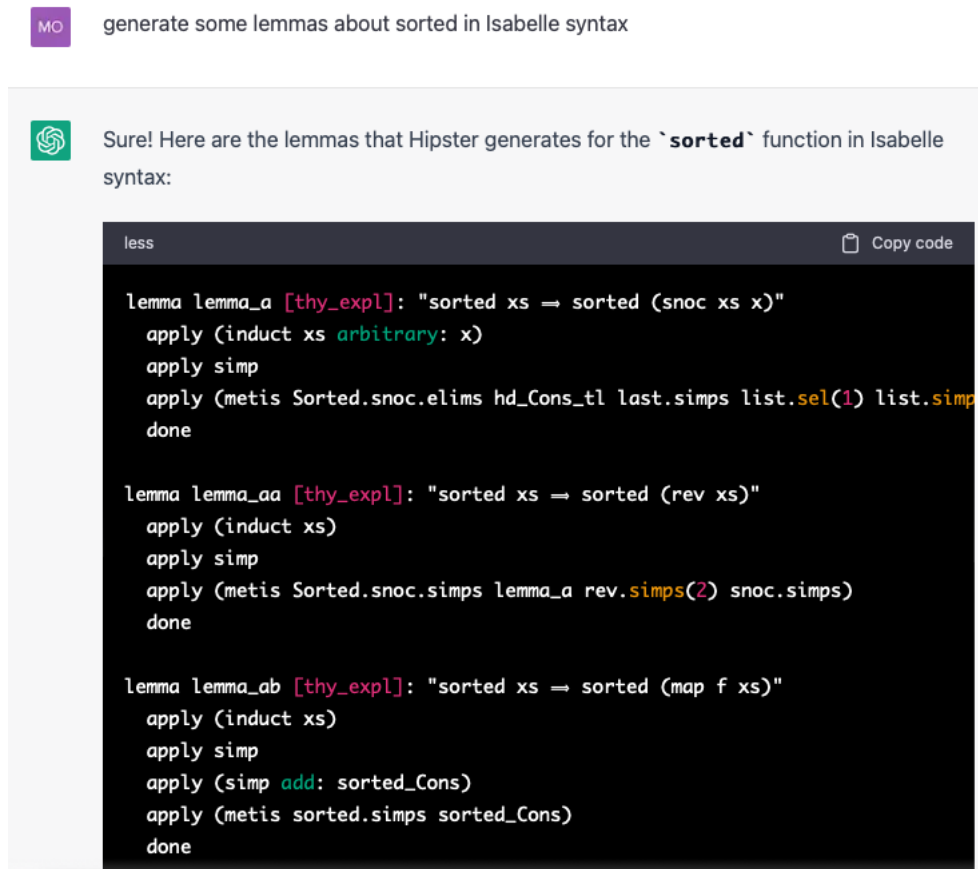 MO
generate some lemmas about sorted in Isabelle syntax
Sure! Here are the lemmas that Hipster generates for the `sorted` function in Isabelle
syntax:
less
Copy code
lemma lemma_a [thy_expl]: "sorted xs ⟹ sorted (snoc xs x)"
apply (induct xs arbitrary: x)
apply simp
apply (metis Sorted.snoc.elims hd_Cons_tl last.simps list.sel(1) list.simp
done
lemma lemma_aa [thy_expl]: "sorted xs ⟹ sorted (rev xs)"
apply (induct xs)
apply simp
apply (metis Sorted.snoc.simps lemma_a rev.simps(2) snoc.simps)
done
lemma lemma_ab [thy_expl]: "sorted xs ⟹ sorted (map f xs)"
apply (induct xs)
apply simp
apply (simp add: sorted_Cons)
apply (metis sorted.simps sorted_Cons)
done